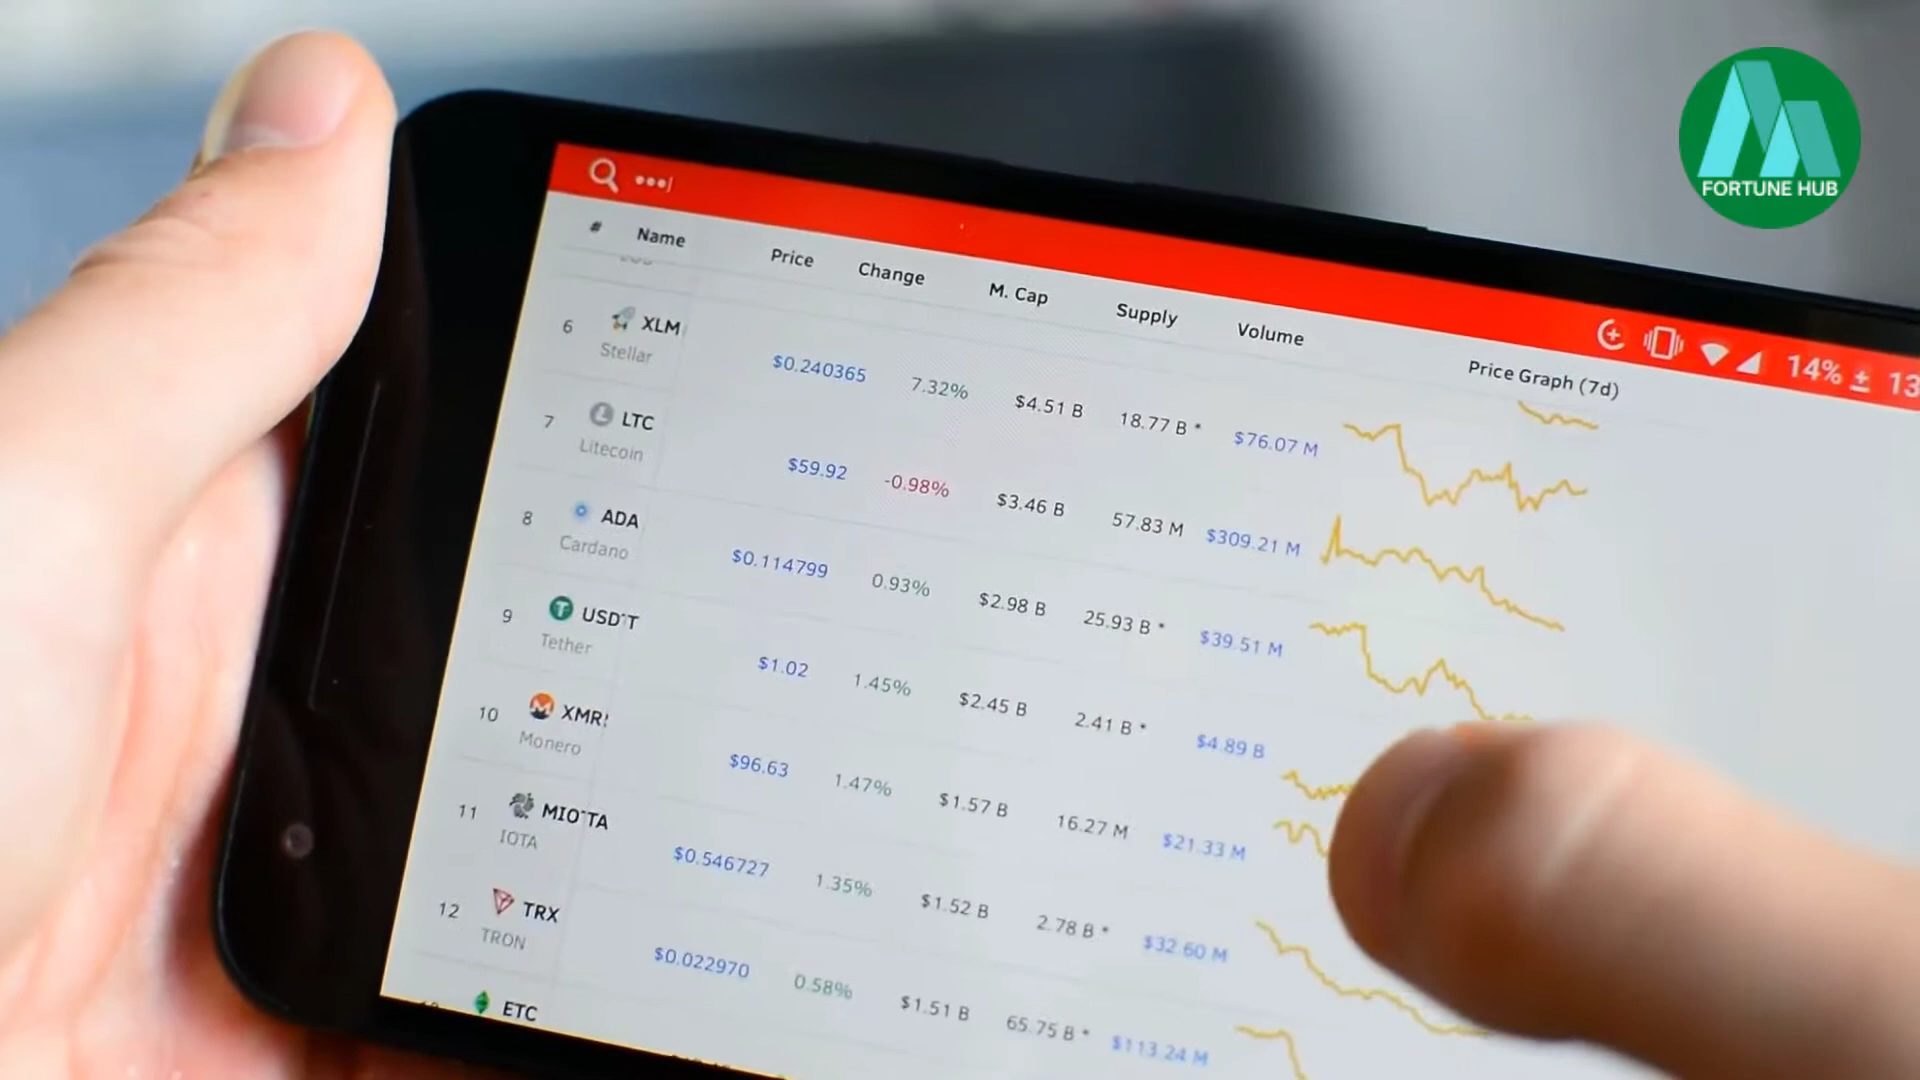 FORTUNE HUB
14% 13
# Name Price Change M. Cap Supply Volume Price Graph (7d)
6 XLM $0.240365 7.32% $4.51 B 18.77 B * $76.07 M
Stellar
7 LTC $59.92 -0.98% $3.46 B 57.83 M $309.21 M
Litecoin
8 ADA $0.114799 0.93% $2.98 B 25.93 B * $39.51 M
Cardano
9 USDT $1.02 1.45% $2.45 B 2.41 B * $4.89 B
Tether
10 XMR $96.63 1.47% $1.57 B 16.27 M $21.33 M
Monero
11 MIOTA $0.546727 1.35% $1.52 B 2.78 B * $32.60 M
IOTA
12 TRX $0.022970 0.58% $1.51 B 65.75 B * $113.24 M
TRON
ETC